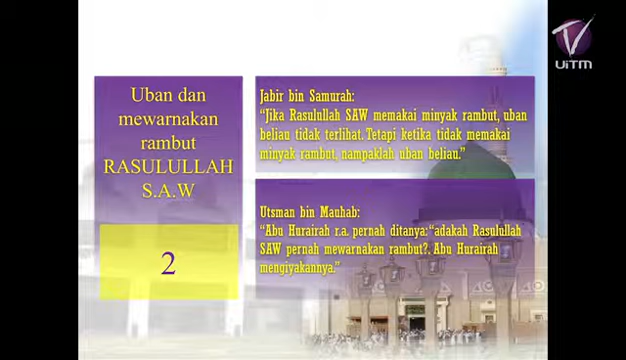 Uban dan
mewarnakan
rambut
RASULULLAH
S.A.W
2
Jabir bin Samurah:
"Jika Rasulullah SAW memakai minyak rambut, uban
beliau tidak terlihat. Tetapi ketika tidak memakai
minyak rambut, nampaklah uban beliau."
Utsman bin Mauhab:
"Abu Hurairah r.a. pernah ditanya: "adakah Rasulullah
SAW pernah mewarnakan rambut?. Abu Hurairah
mengiyakannya."
TV
UiTM